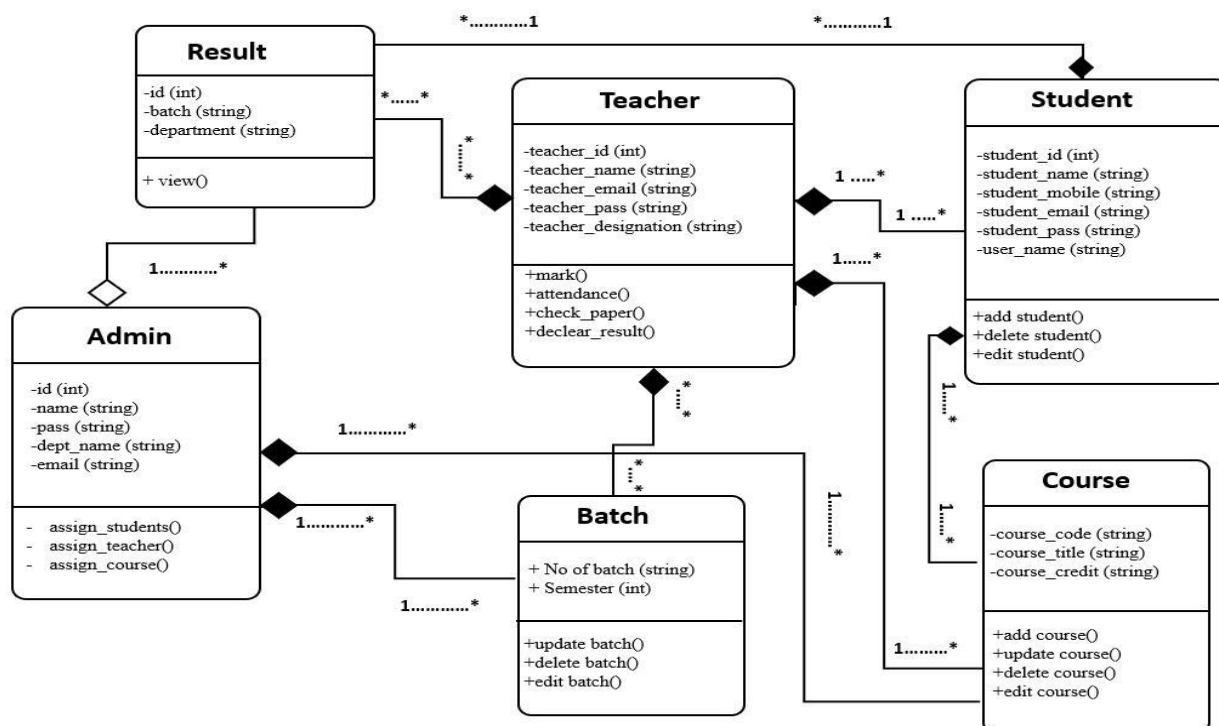 *............1
*............1
Result
-id (int)
-batch (string)
-department (string)
+ view()
*......*
*......*
Teacher
-teacher_id (int)
-teacher_name (string)
-teacher_email (string)
-teacher_pass (string)
-teacher_designation (string)
+mark()
+attendance()
+check_paper()
+declear_result()
1 .....*
1 .....*
1......*
Student
-student_id (int)
-student_name (string)
-student_mobile (string)
-student_email (string)
-student_pass (string)
-user_name (string)
+add student()
+delete student()
+edit student()
1............*
Admin
-id (int)
-name (string)
-pass (string)
-dept_name (string)
-email (string)
- assign_students()
- assign_teacher()
- assign_course()
1............*
1............*
1............*
*.....*
*.....*
Batch
+ No of batch (string)
+ Semester (int)
+update batch()
+delete batch()
+edit batch()
1...........*
1......*
1......*
1.........*
Course
-course_code (string)
-course_title (string)
-course_credit (string)
+add course()
+update course()
+delete course()
+edit course()